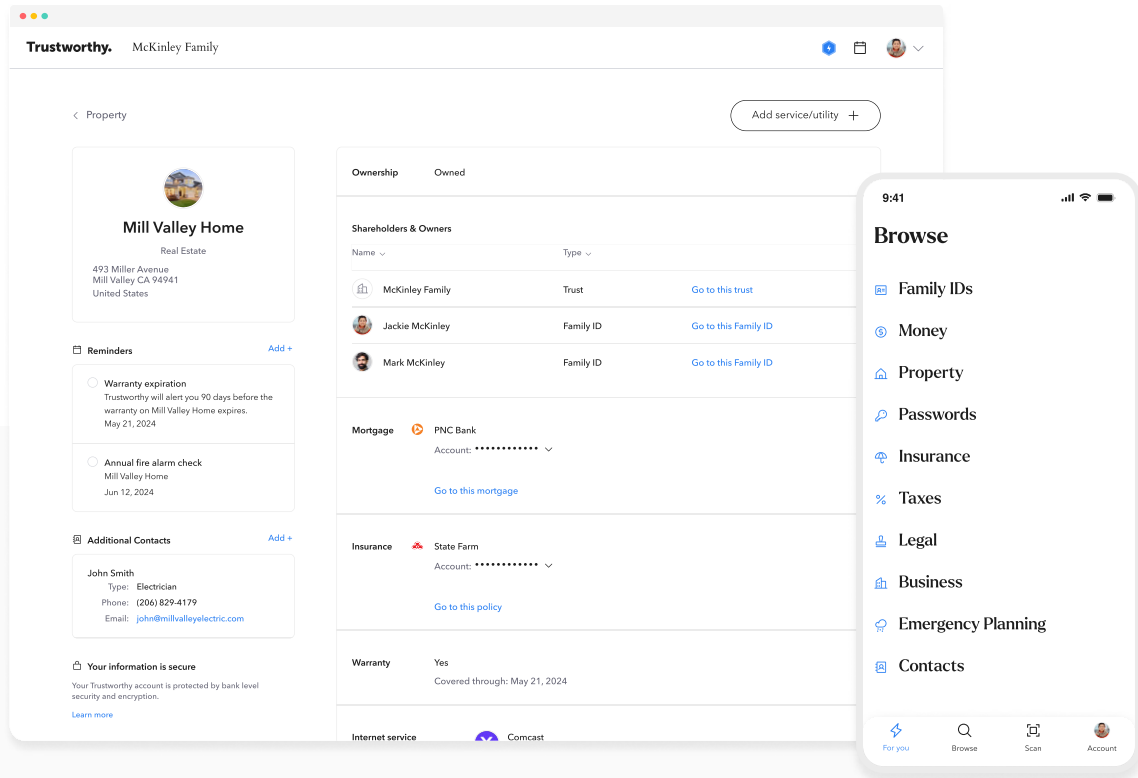 Trustworthy. McKinley Family
Property
Add service/utility
Mill Valley Home
Real Estate
493 Miller Avenue
Mill Valley CA 94941
United States
Reminders Add +
Warranty expiration
Trustworthy will alert you 90 days before the
warranty on Mill Valley Home expires.
May 21, 2024
Annual fire alarm check
Mill Valley Home
Jun 12, 2024
Additional Contacts Add +
John Smith
Type: Electrician
Phone: (206) 829-4179
Email: john@millvalleyelectric.com
Your information is secure
Your Trustworthy account is protected by bank level
security and encryption.
Learn more
Ownership Owned
Shareholders & Owners
Name Type
McKinley Family Trust Go to this trust
Jackie McKinley Family ID Go to this Family ID
Mark McKinley Family ID Go to this Family ID
Mortgage PNC Bank
Account: ••••••••••••
Go to this mortgage
Insurance State Farm
Account: ••••••••••••
Go to this policy
Warranty Yes
Covered through: May 21, 2024
Internet service Comcast
9:41
Browse
Family IDs
Money
Property
Passwords
Insurance
Taxes
Legal
Business
Emergency Planning
Contacts
For you Browse Scan Account